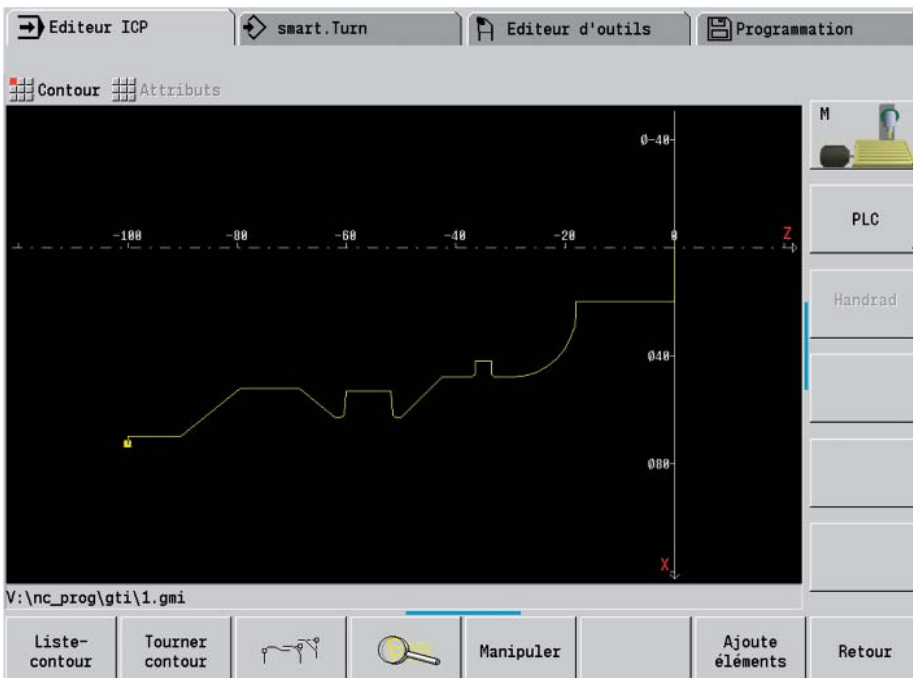 Editeur ICP
smart.Turn
Editeur d'outils
Programmation
Contour
Attributs
M
Ø-40
-100
-80
-60
-40
-20
0
Z
PLC
Handrad
Ø40
Ø80
X
V:\nc_prog\gti\1.gmi
Liste-
contour
Tourner
contour
Manipuler
Ajoute
éléments
Retour